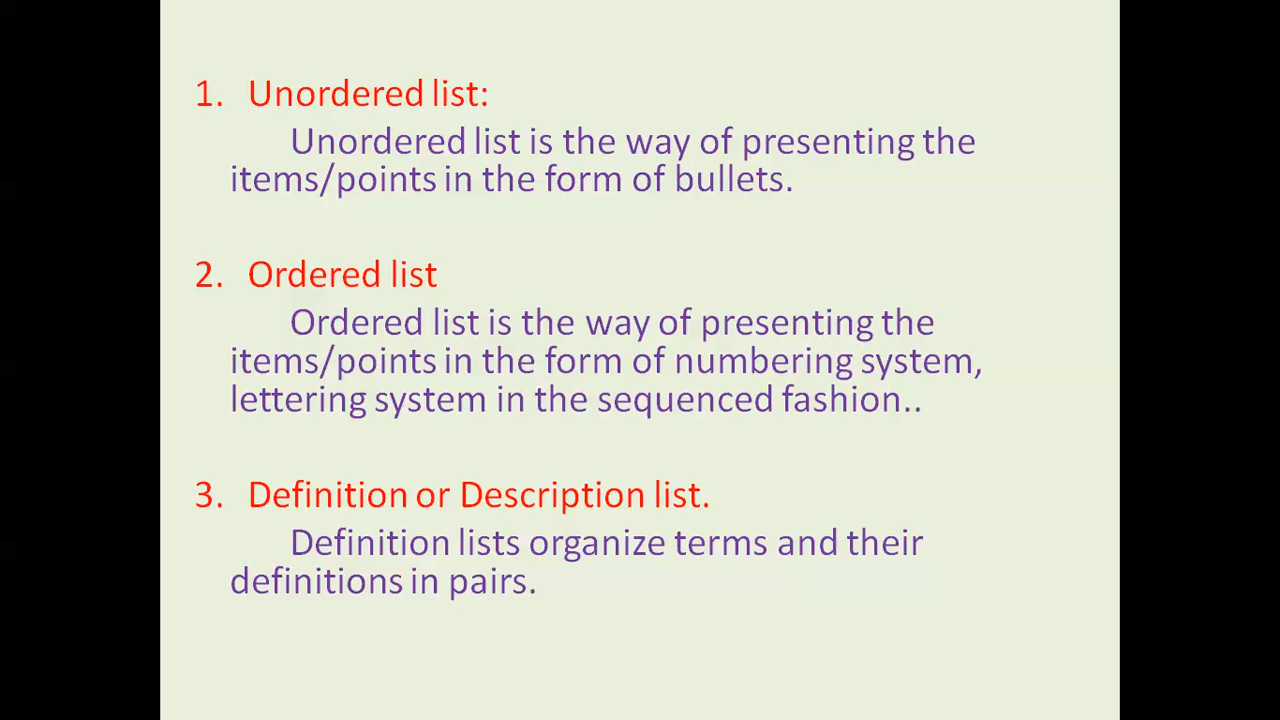 1. Unordered list:
Unordered list is the way of presenting the
items/points in the form of bullets.
2. Ordered list
Ordered list is the way of presenting the
items/points in the form of numbering system,
lettering system in the sequenced fashion..
3. Definition or Description list.
Definition lists organize terms and their
definitions in pairs.